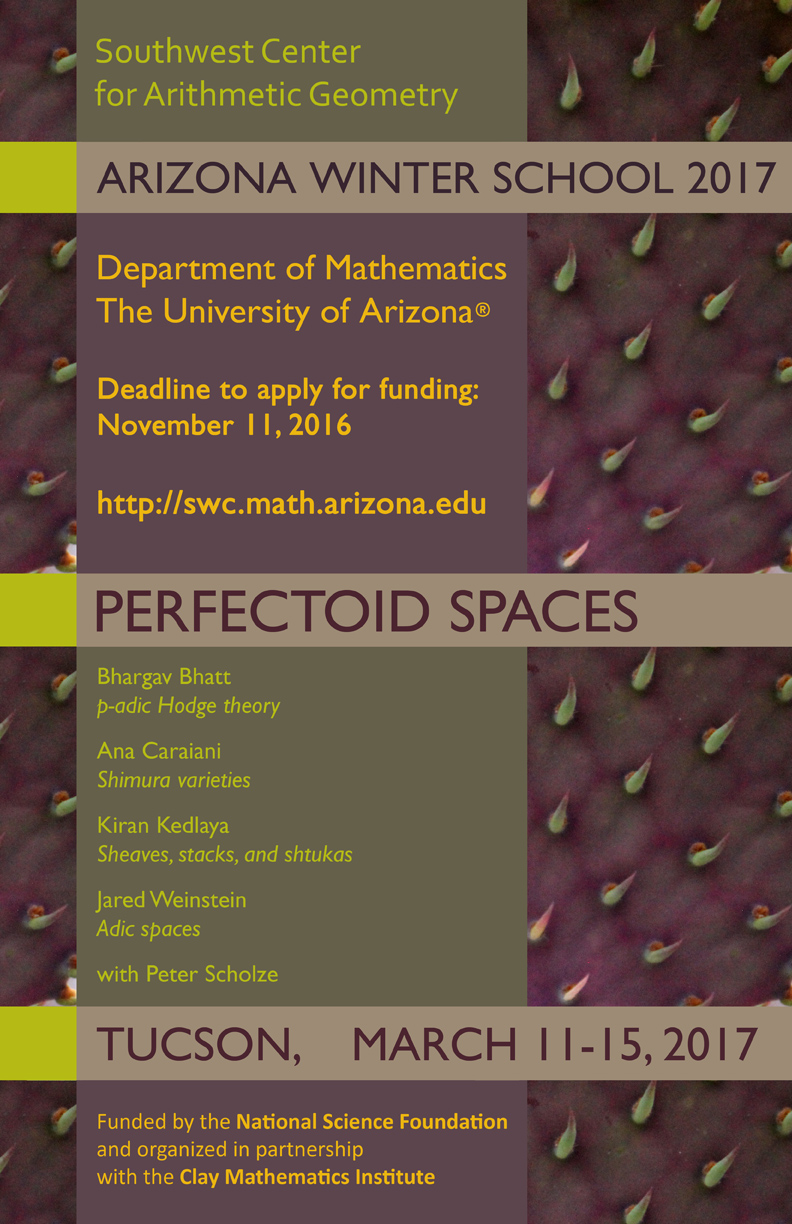 Southwest Center
for Arithmetic Geometry
ARIZONA WINTER SCHOOL 2017
Department of Mathematics
The University of Arizona®
Deadline to apply for funding:
November 11, 2016
http://swc.math.arizona.edu
PERFECTOID SPACES
Bhargav Bhatt
p-adic Hodge theory
Ana Caraiani
Shimura varieties
Kiran Kedlaya
Sheaves, stacks, and shtukas
Jared Weinstein
Adic spaces
with Peter Scholze
TUCSON, MARCH 11-15, 2017
Funded by the National Science Foundation
and organized in partnership
with the Clay Mathematics Institute